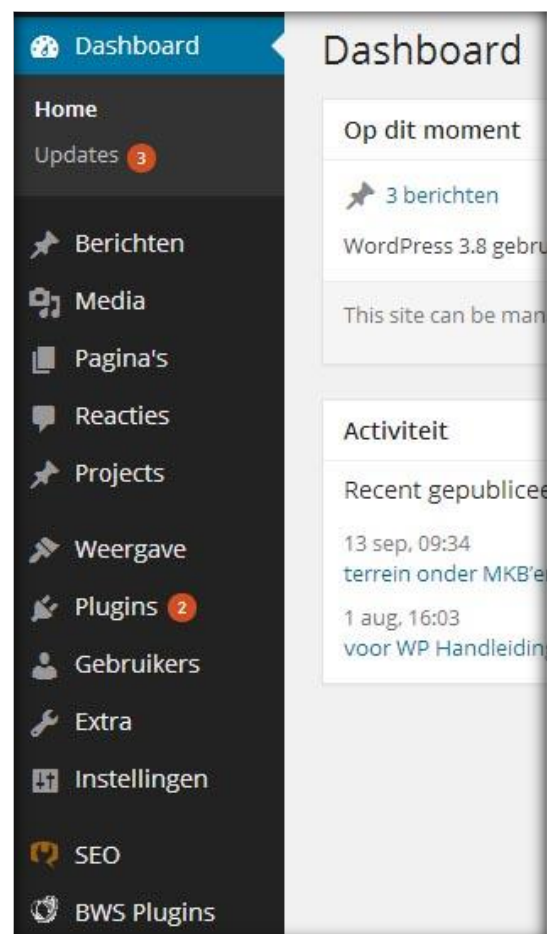 Dashboard
Home
Updates 3
Berichten
Media
Pagina's
Reacties
Projects
Weergave
Plugins 2
Gebruikers
Extra
Instellingen
SEO
BWS Plugins
Dashboard
Op dit moment
3 berichten
WordPress 3.8
This site can be
Activiteit
Recent
13 sep, 09:34
terrein onder
1 aug, 16:03
voor WP